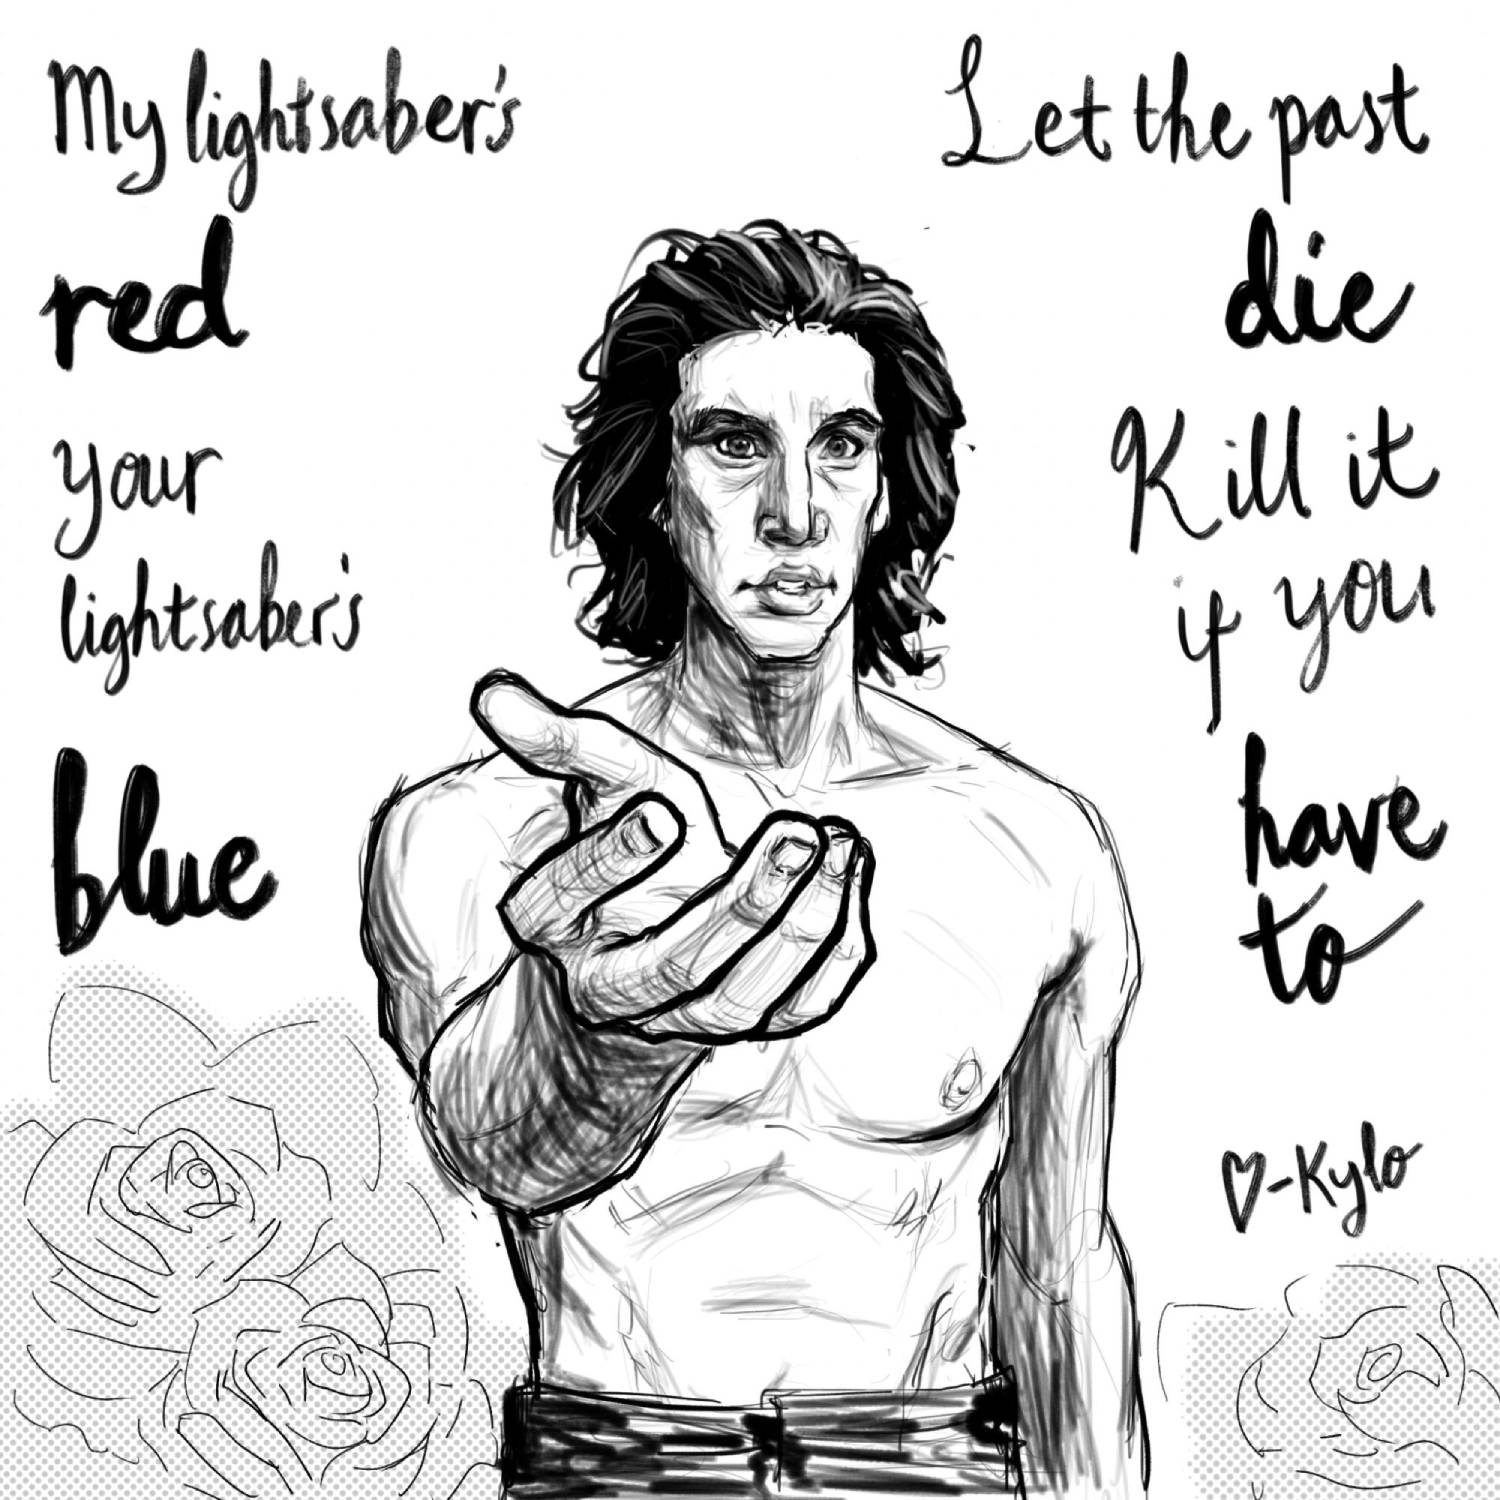 My lightsaber's
red
your
lightsaber's
blue
Let the past
die
Kill it
if you
have
to
♡-Kylo